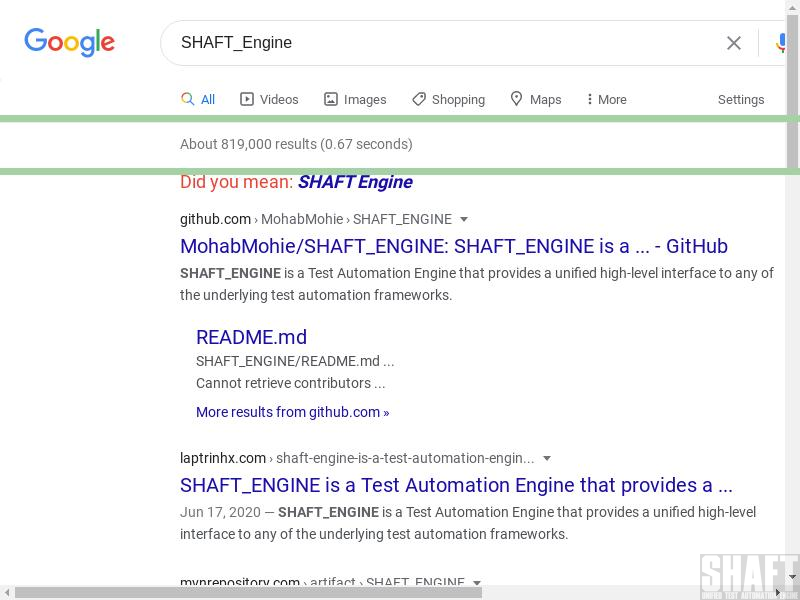 Google
SHAFT_Engine
All Videos Images Shopping Maps More Settings
About 819,000 results (0.67 seconds)
Did you mean: SHAFT Engine
github.com › MohabMohie › SHAFT_ENGINE
MohabMohie/SHAFT_ENGINE: SHAFT_ENGINE is a ... - GitHub
SHAFT_ENGINE is a Test Automation Engine that provides a unified high-level interface to any of
the underlying test automation frameworks.
README.md
SHAFT_ENGINE/README.md ...
Cannot retrieve contributors ...
More results from github.com »
laptrinhx.com › shaft-engine-is-a-test-automation-engin...
SHAFT_ENGINE is a Test Automation Engine that provides a ...
Jun 17, 2020 — SHAFT_ENGINE is a Test Automation Engine that provides a unified high-level
interface to any of the underlying test automation frameworks.
mvnrepository.com › artifact › SHAFT_ENGINE
SHAFT
UNIFIED TEST AUTOMATION ENGINE